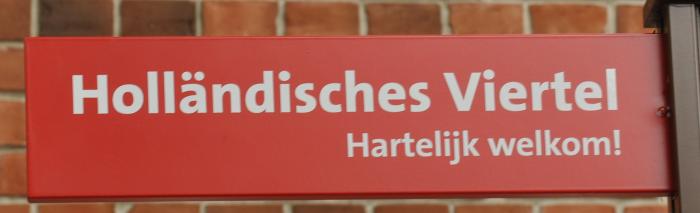 Holländisches Viertel
Hartelijk welkom!